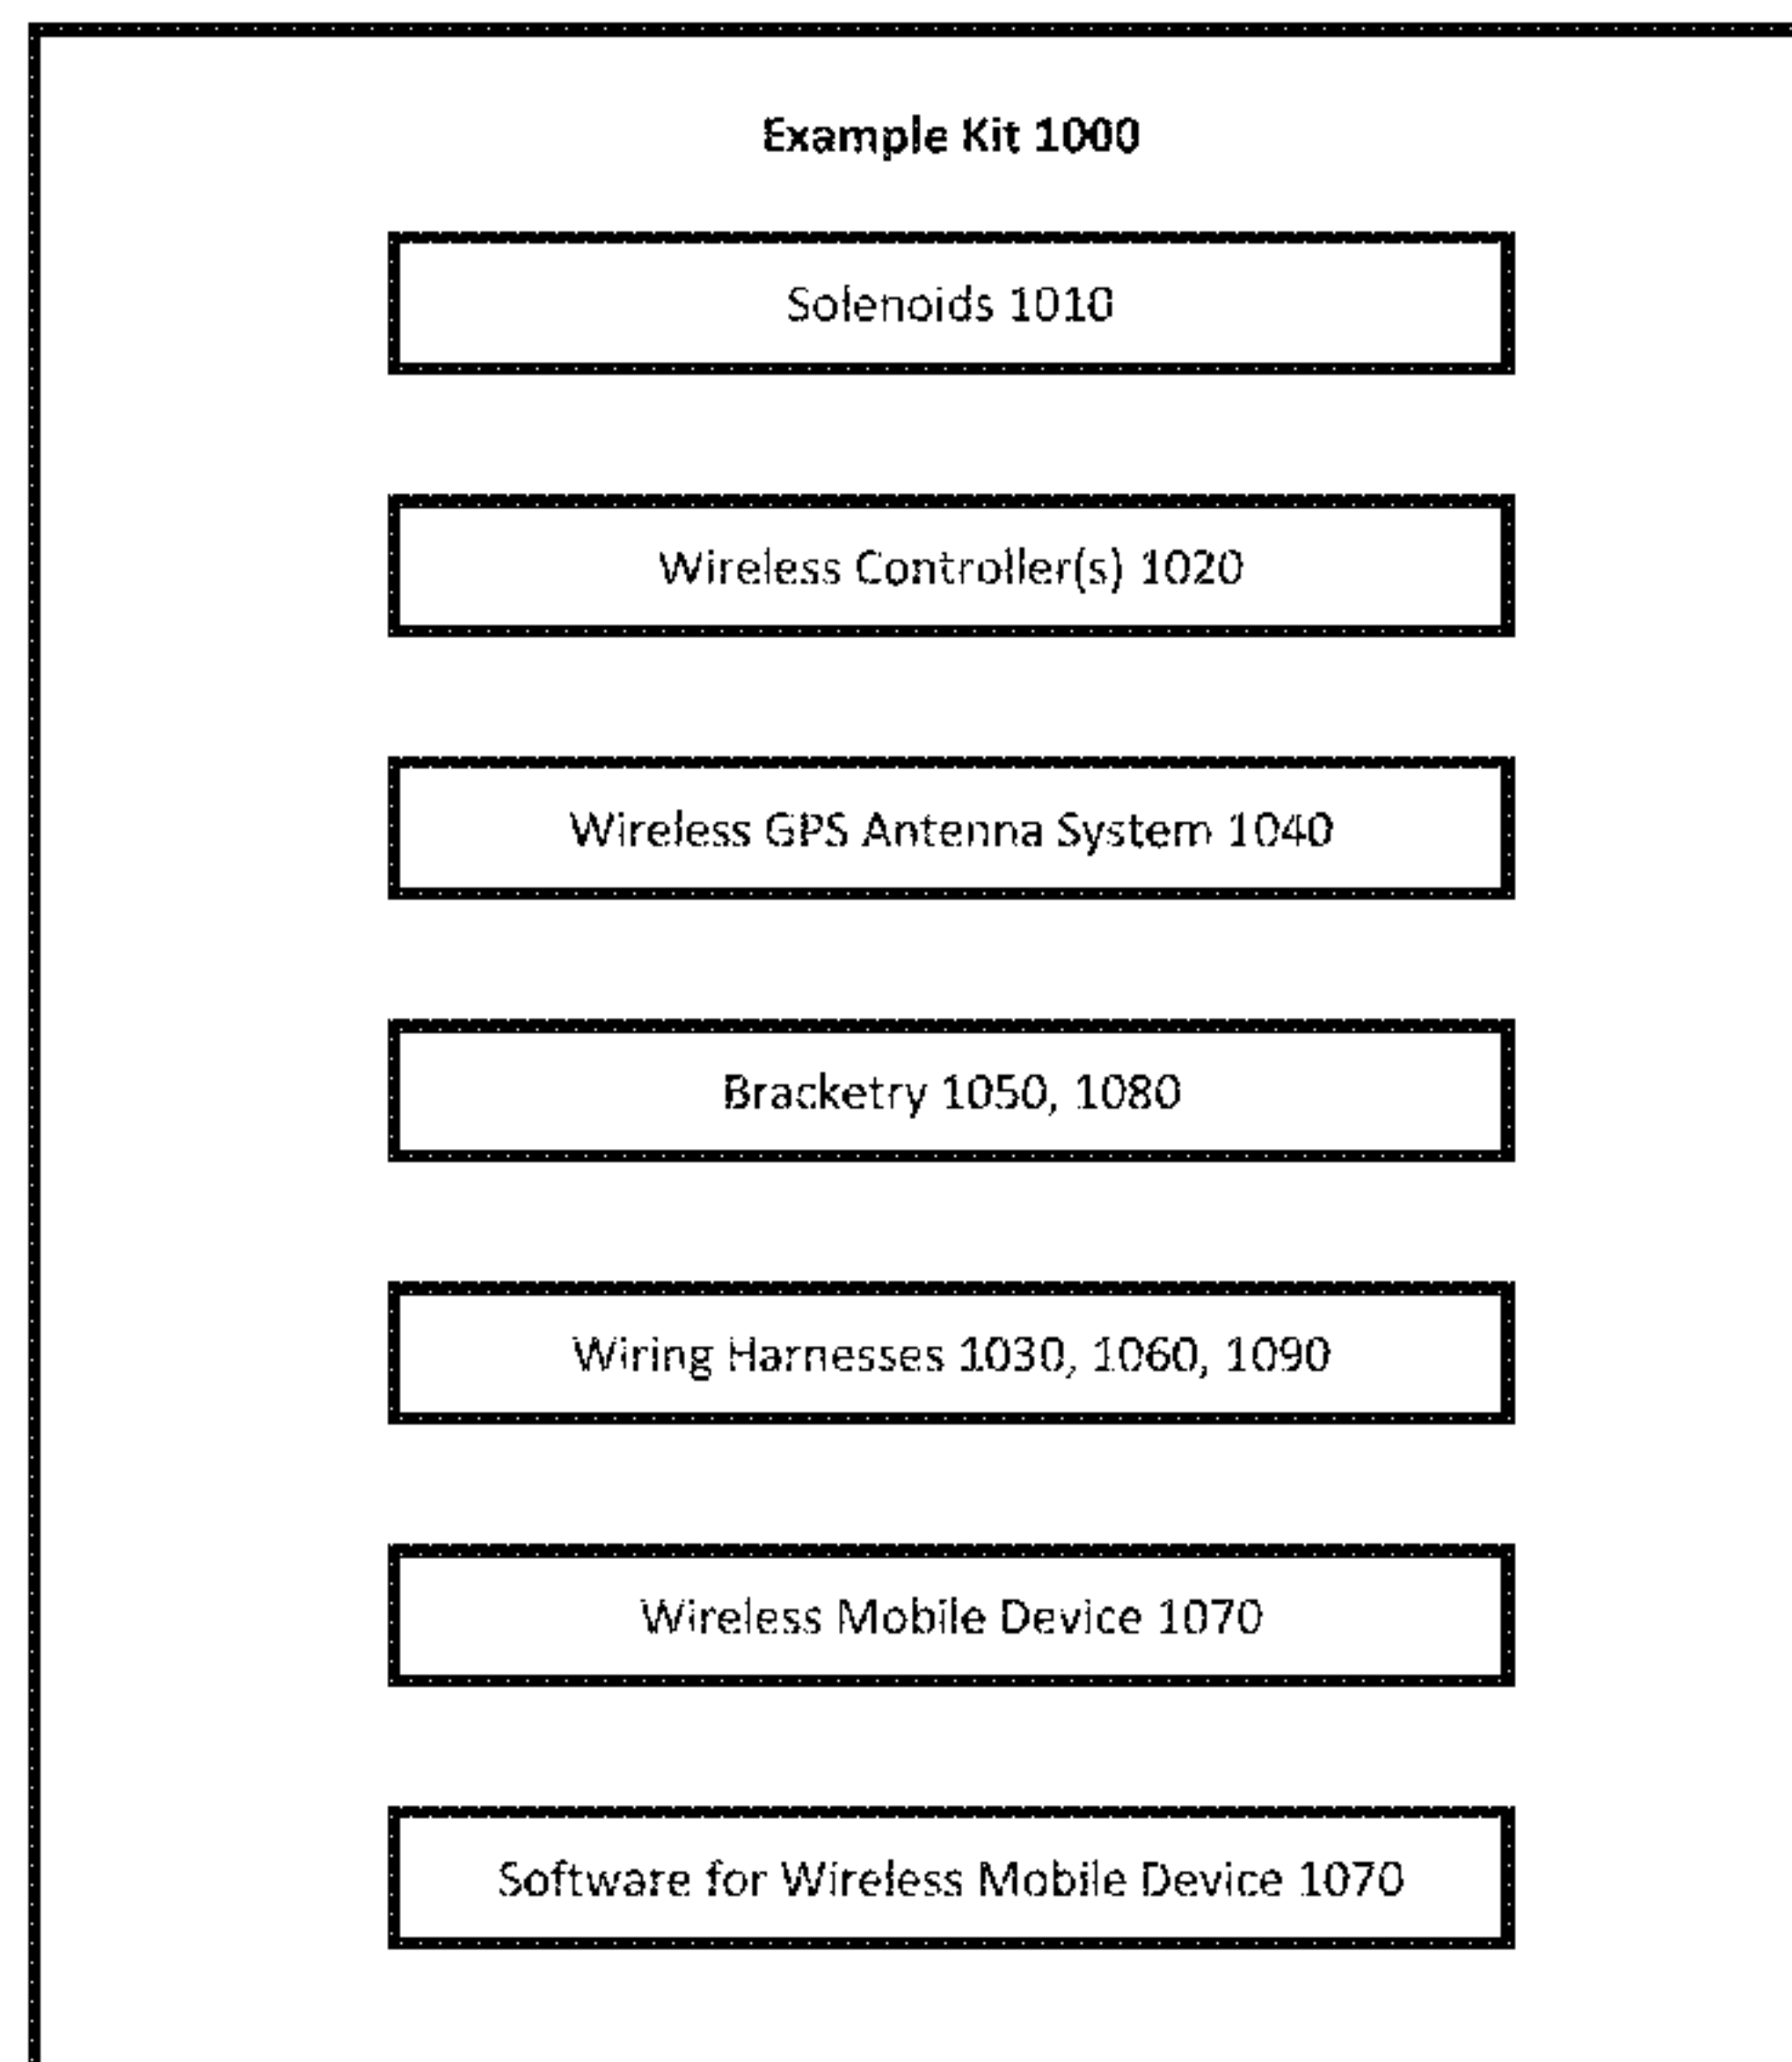 Example Kit 1000
Solenoids 1010
Wireless Controller(s) 1020
Wireless GPS Antenna System 1040
Bracketry 1050, 1080
Wiring Harnesses 1030, 1060, 1090
Wireless Mobile Device 1070
Software for Wireless Mobile Device 1070